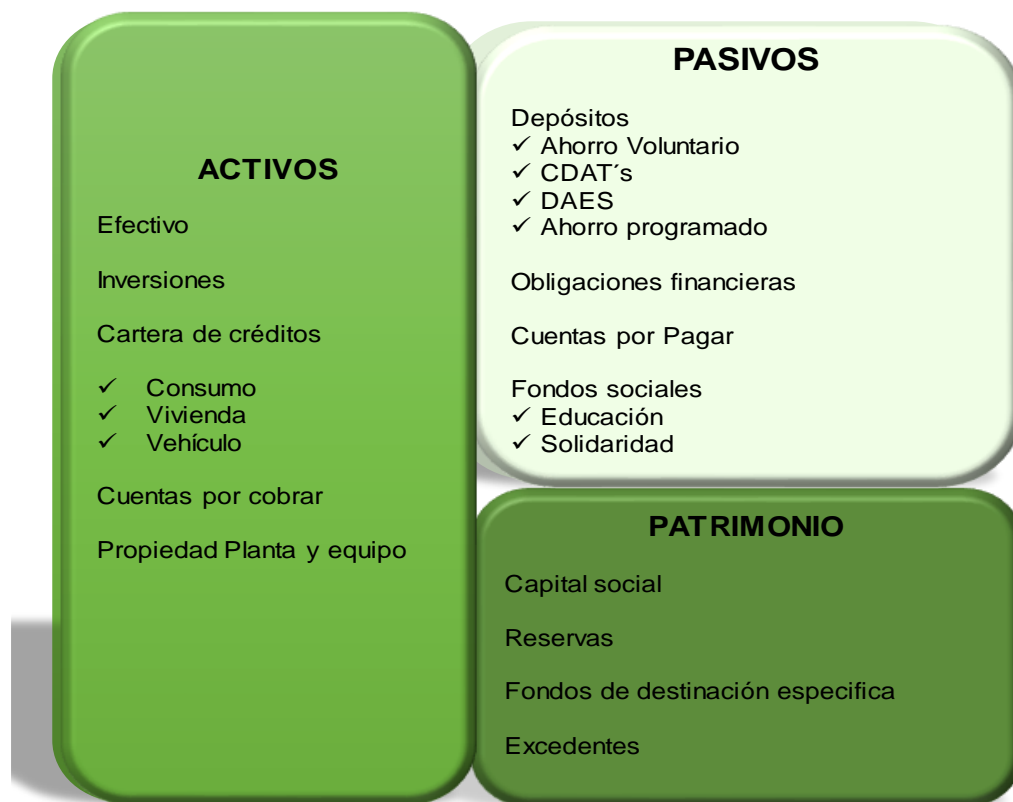 ACTIVOS
Efectivo
Inversiones
Cartera de créditos
✓ Consumo
✓ Vivienda
✓ Vehículo
Cuentas por cobrar
Propiedad Planta y equipo
PASIVOS
Depósitos
✓ Ahorro Voluntario
✓ CDAT´s
✓ DAES
✓ Ahorro programado
Obligaciones financieras
Cuentas por Pagar
Fondos sociales
✓ Educación
✓ Solidaridad
PATRIMONIO
Capital social
Reservas
Fondos de destinación especifica
Excedentes